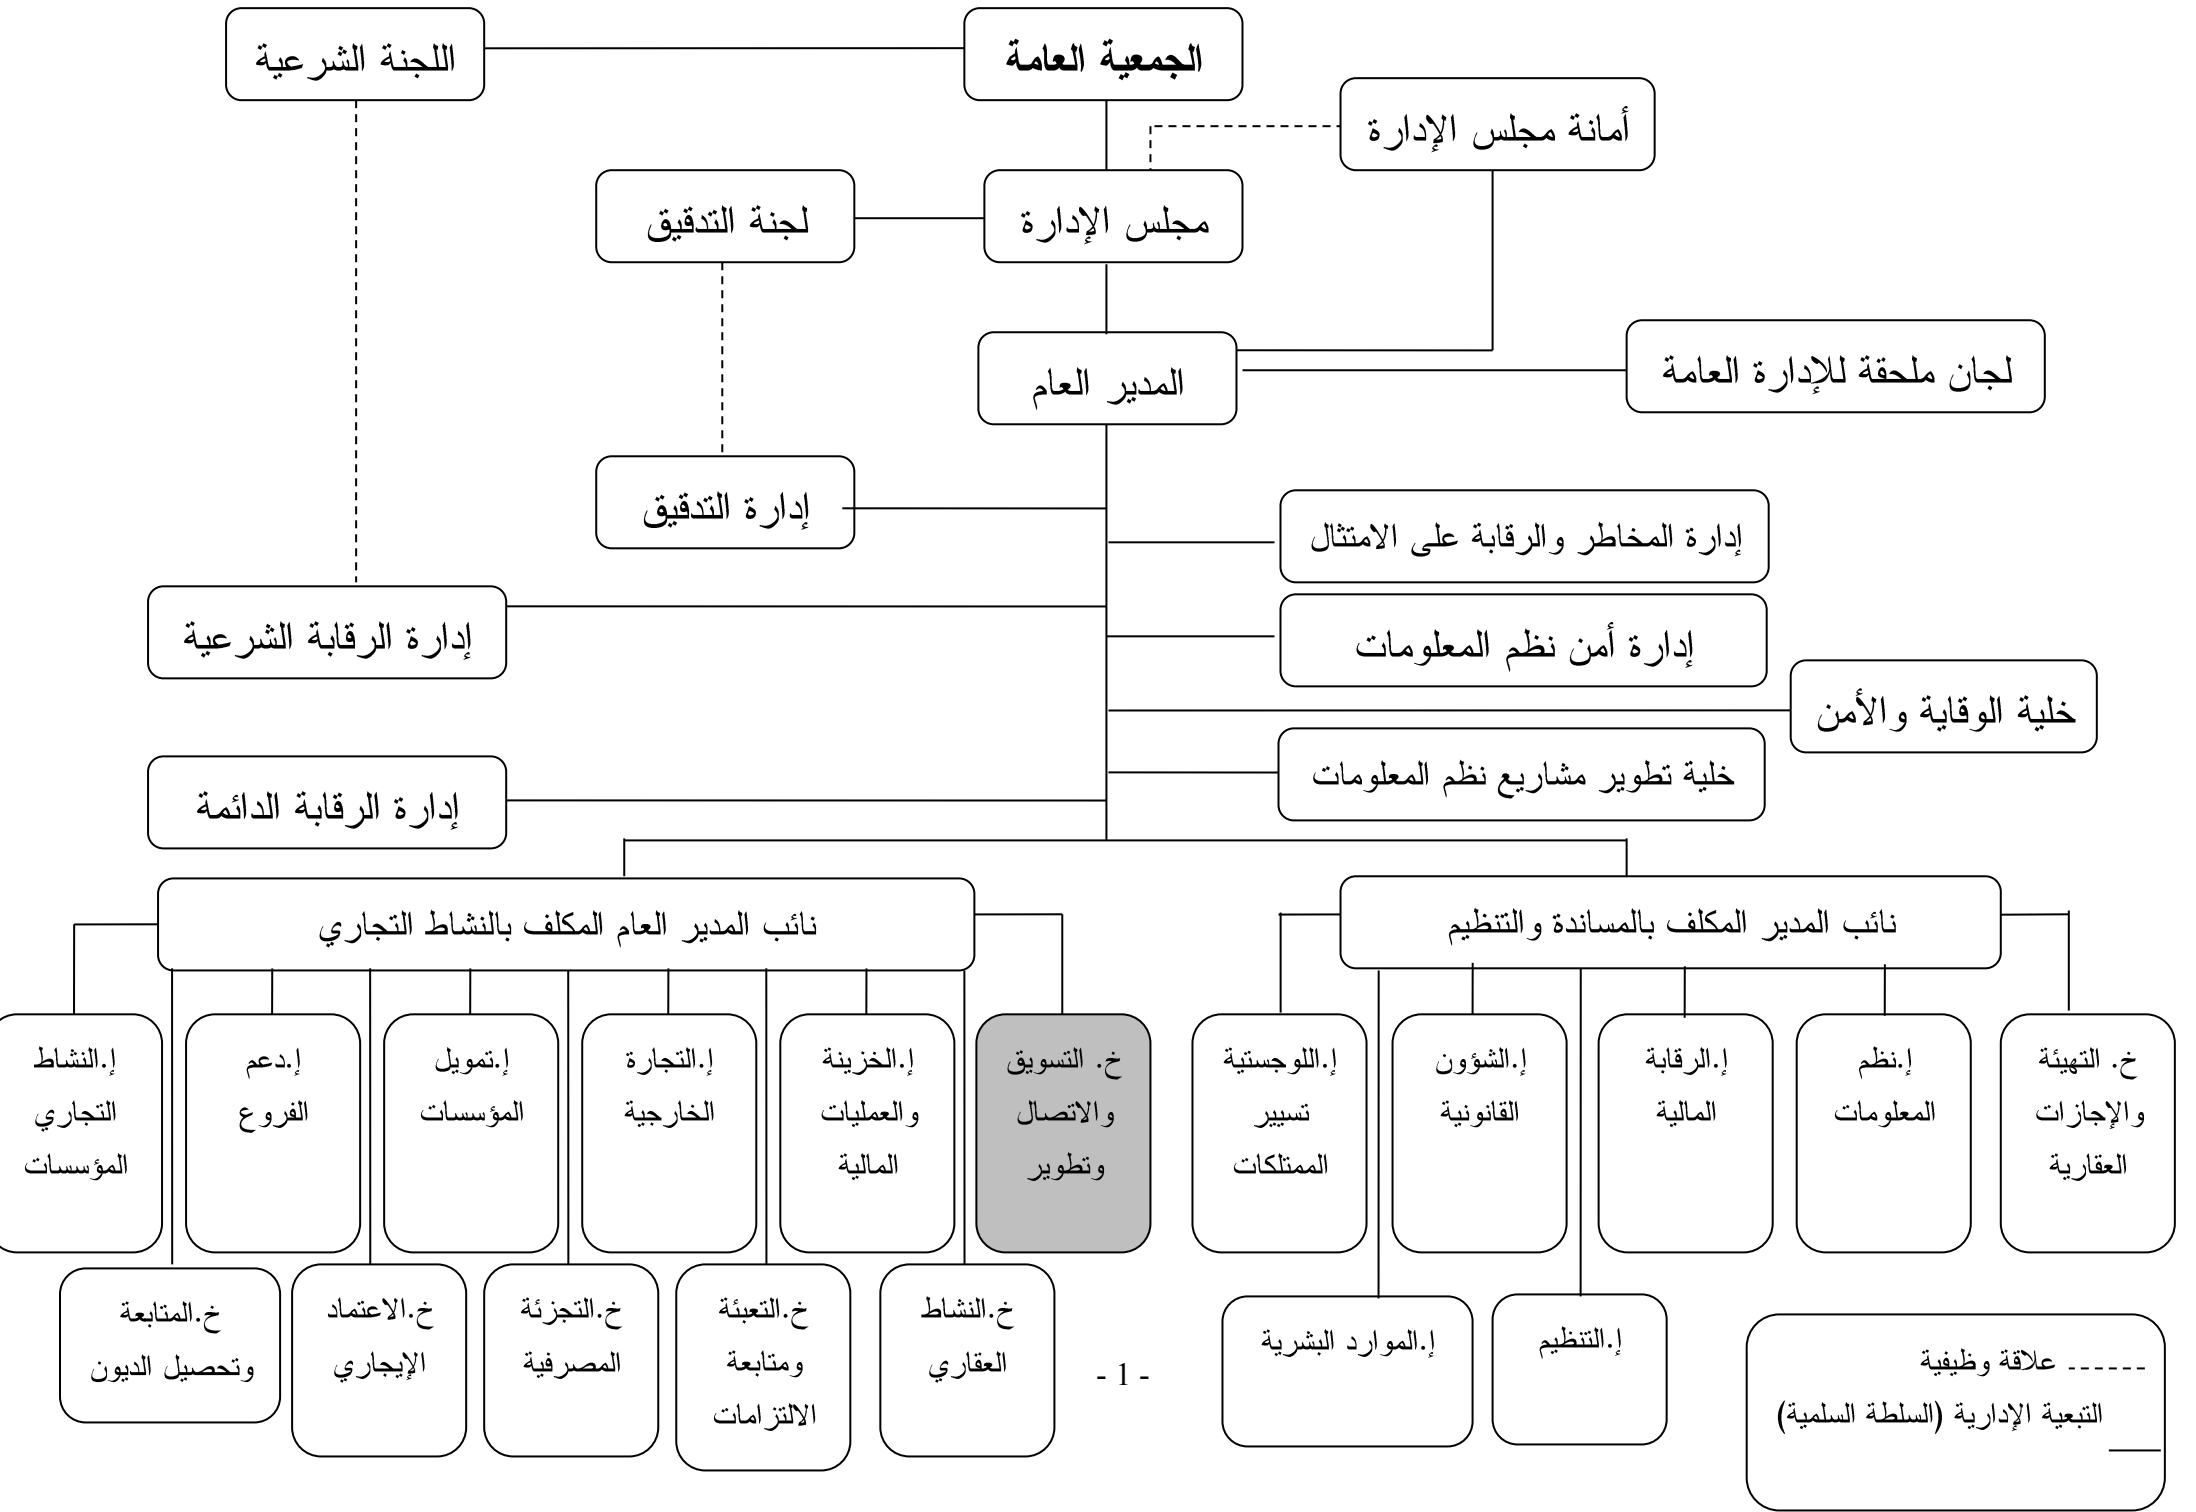 الجمعية العامة
اللجنة الشرعية
أمانة مجلس الإدارة
مجلس الإدارة
لجنة التدقيق
المدير العام
لجان ملحقة للإدارة العامة
إدارة التدقيق
إدارة المخاطر والرقابة على الامتثال
إدارة الرقابة الشرعية
إدارة أمن نظم المعلومات
خلية الوقاية والأمن
خلية تطوير مشاريع نظم المعلومات
إدارة الرقابة الدائمة
نائب المدير المكلف بالمساندة والتنظيم
نائب المدير العام المكلف بالنشاط التجاري
خ. التهيئة
والإجازات
العقارية
إ.نظم
المعلومات
إ.الرقابة
المالية
إ.الشؤون
القانونية
إ.اللوجستية
تسيير
الممتلكات
خ. التسويق
والاتصال
وتطوير
إ.الخزينة
والعمليات
المالية
إ.التجارة
الخارجية
إ.تمويل
المؤسسات
إ.دعم
الفروع
إ.النشاط
التجاري
المؤسسات
إ.التنظيم
إ.الموارد البشرية
خ.النشاط
العقاري
خ.التعبئة
ومتابعة
الالتزامات
خ.التجزئة
المصرفية
خ.الاعتماد
الإيجاري
خ.المتابعة
وتحصيل الديون
------ علاقة وظيفية
التبعية الإدارية (السلطة السلمية)
- 1 -